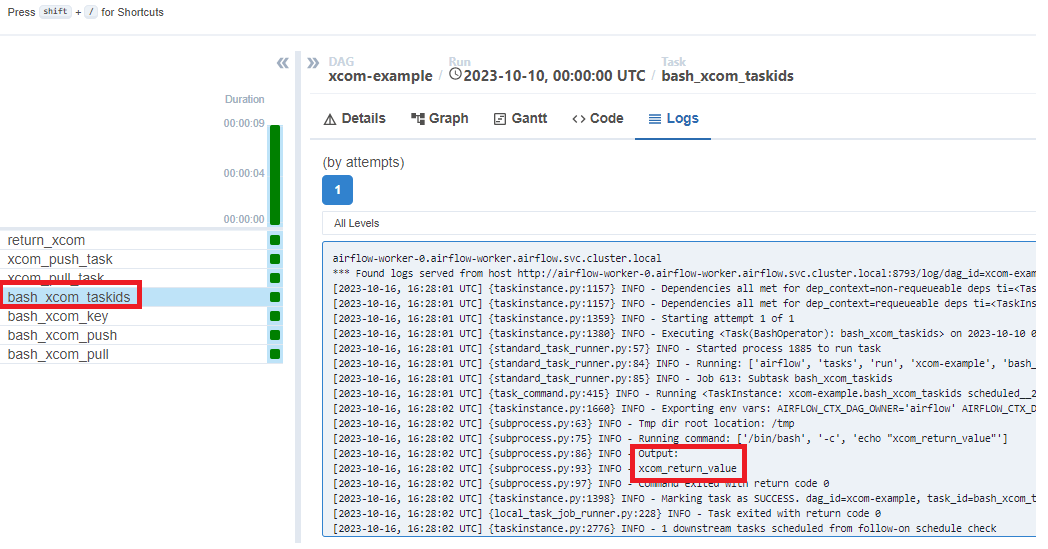 Press shift + / for Shortcuts
DAG
xcom-example
/
Run
2023-10-10, 00:00:00 UTC
/
Task
bash_xcom_taskids
Duration
00:00:09
00:00:04
00:00:00
return_xcom
xcom_push_task
xcom_pull_task
bash_xcom_taskids
bash_xcom_key
bash_xcom_push
bash_xcom_pull
Details
Graph
Gantt
Code
Logs
(by attempts)
1
All Levels
airflow-worker-0.airflow-worker.airflow.svc.cluster.local
*** Found logs served from host http://airflow-worker-0.airflow-worker.airflow.svc.cluster.local:8793/log/dag_id=xcom-exam
[2023-10-16, 16:28:01 UTC] {taskinstance.py:1157} INFO - Dependencies all met for dep_context=non-requeueable deps ti=<Tas
[2023-10-16, 16:28:01 UTC] {taskinstance.py:1157} INFO - Dependencies all met for dep_context=requeueable deps ti=<TaskIns
[2023-10-16, 16:28:01 UTC] {taskinstance.py:1359} INFO - Starting attempt 1 of 1
[2023-10-16, 16:28:01 UTC] {taskinstance.py:1380} INFO - Executing <Task(BashOperator): bash_xcom_taskids> on 2023-10-10 0
[2023-10-16, 16:28:01 UTC] {standard_task_runner.py:57} INFO - Started process 1885 to run task
[2023-10-16, 16:28:01 UTC] {standard_task_runner.py:84} INFO - Running: ['airflow', 'tasks', 'run', 'xcom-example', 'bash_
[2023-10-16, 16:28:01 UTC] {standard_task_runner.py:85} INFO - Job 613: Subtask bash_xcom_taskids
[2023-10-16, 16:28:01 UTC] {task_command.py:415} INFO - Running <TaskInstance: xcom-example.bash_xcom_taskids scheduled__2
[2023-10-16, 16:28:02 UTC] {taskinstance.py:1660} INFO - Exporting env vars: AIRFLOW_CTX_DAG_OWNER='airflow' AIRFLOW_CTX_D
[2023-10-16, 16:28:02 UTC] {subprocess.py:63} INFO - Tmp dir root location: /tmp
[2023-10-16, 16:28:02 UTC] {subprocess.py:75} INFO - Running command: ['/bin/bash', '-c', 'echo "xcom_return_value"']
[2023-10-16, 16:28:02 UTC] {subprocess.py:86} INFO - Output:
[2023-10-16, 16:28:02 UTC] {subprocess.py:93} INFO - xcom_return_value
[2023-10-16, 16:28:02 UTC] {subprocess.py:97} INFO - Command exited with return code 0
[2023-10-16, 16:28:02 UTC] {taskinstance.py:1398} INFO - Marking task as SUCCESS. dag_id=xcom-example, task_id=bash_xcom_t
[2023-10-16, 16:28:02 UTC] {local_task_job_runner.py:228} INFO - Task exited with return code 0
[2023-10-16, 16:28:02 UTC] {taskinstance.py:2776} INFO - 1 downstream tasks scheduled from follow-on schedule check